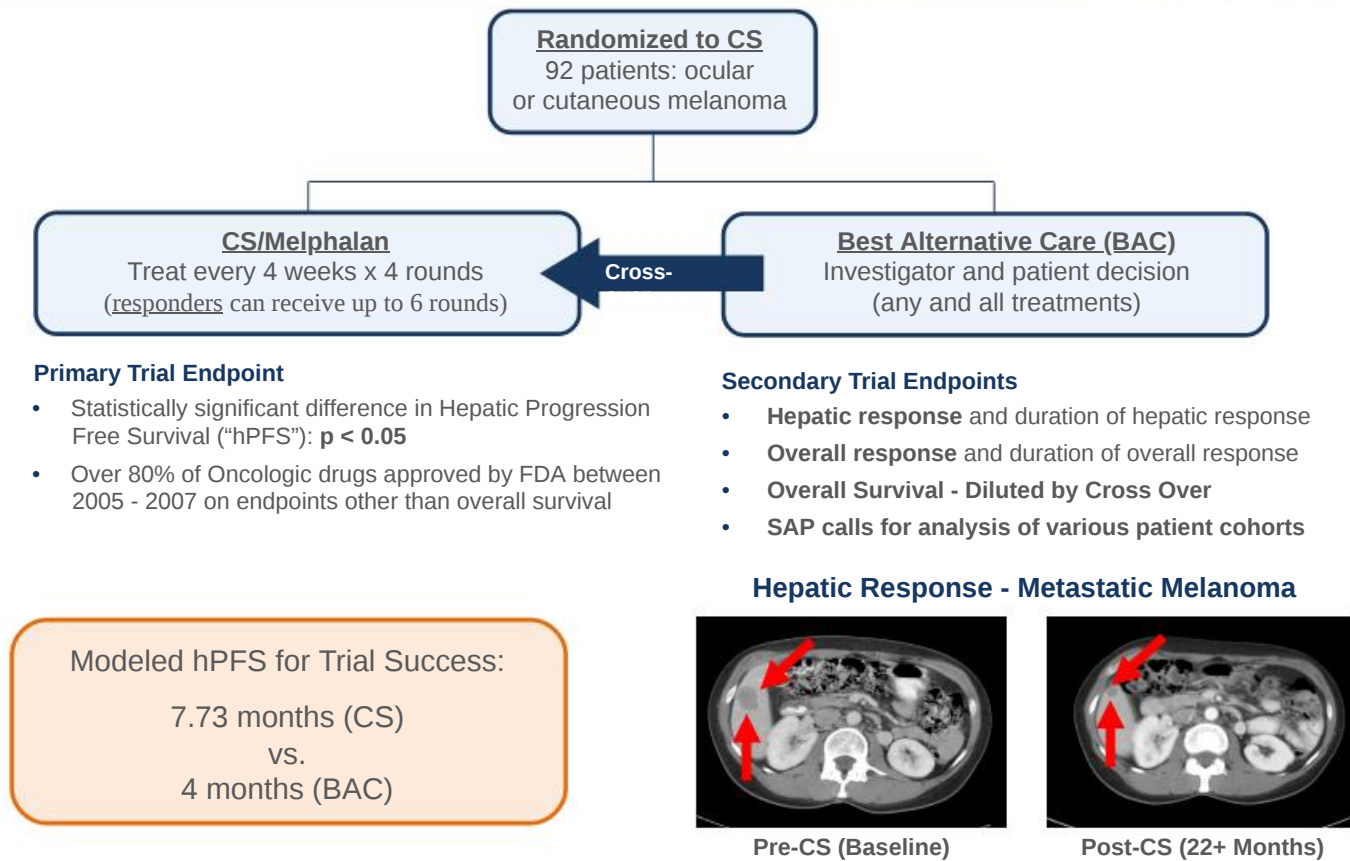 Randomized to CS
92 patients: ocular
or cutaneous melanoma
CS/Melphalan
Treat every 4 weeks x 4 rounds
(responders can receive up to 6 rounds)
Cross-
Best Alternative Care (BAC)
Investigator and patient decision
(any and all treatments)
Primary Trial Endpoint
• Statistically significant difference in Hepatic Progression
Free Survival (“hPFS”): p < 0.05
• Over 80% of Oncologic drugs approved by FDA between
2005 - 2007 on endpoints other than overall survival
Secondary Trial Endpoints
• Hepatic response and duration of hepatic response
• Overall response and duration of overall response
• Overall Survival - Diluted by Cross Over
• SAP calls for analysis of various patient cohorts
Modeled hPFS for Trial Success:
7.73 months (CS)
vs.
4 months (BAC)
Hepatic Response - Metastatic Melanoma
Pre-CS (Baseline)
Post-CS (22+ Months)